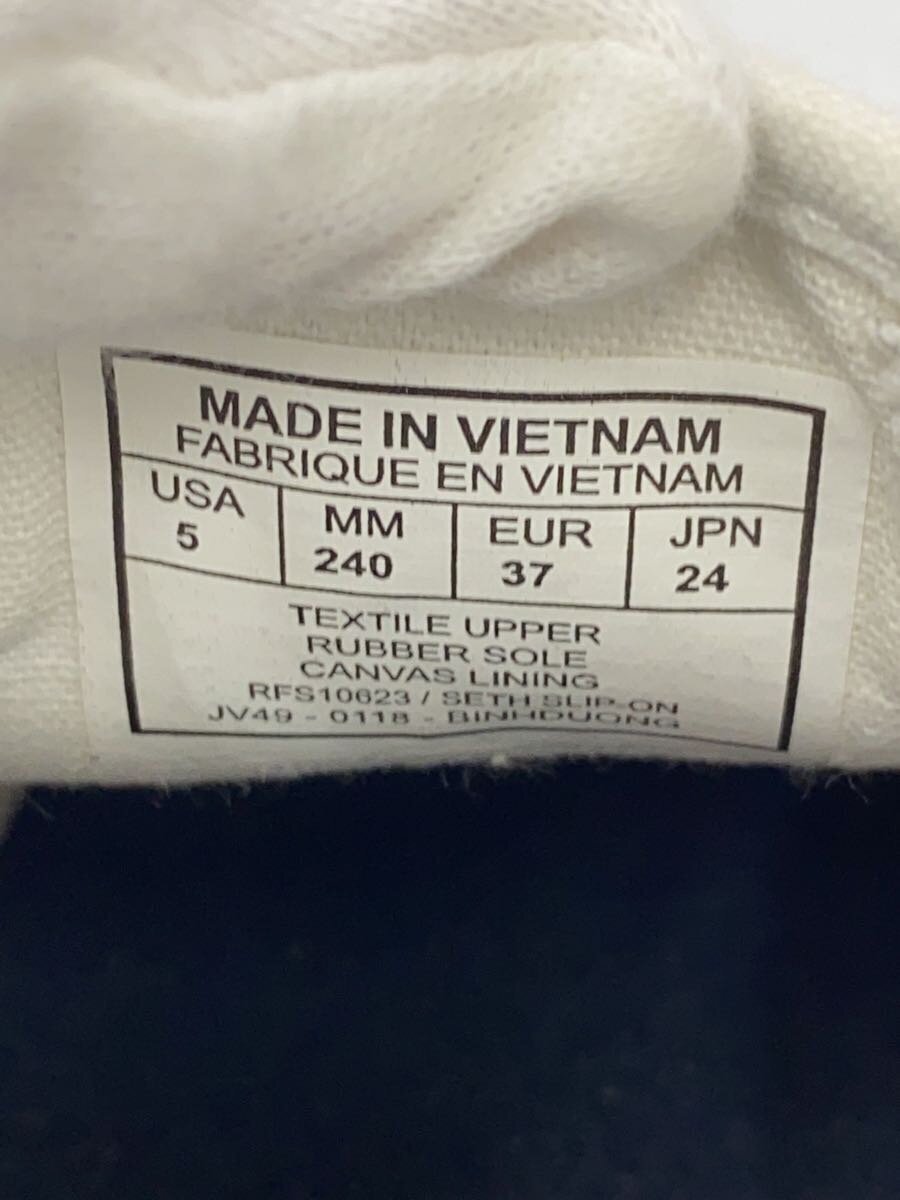 MADE IN VIETNAM
FABRIQUE EN VIETNAM
USA MM EUR JPN
5 240 37 24
TEXTILE UPPER
RUBBER SOLE
CANVAS LINING
RFS10623 / SETH SLIP-ON
JV49 - 0118 - BINHDUONG